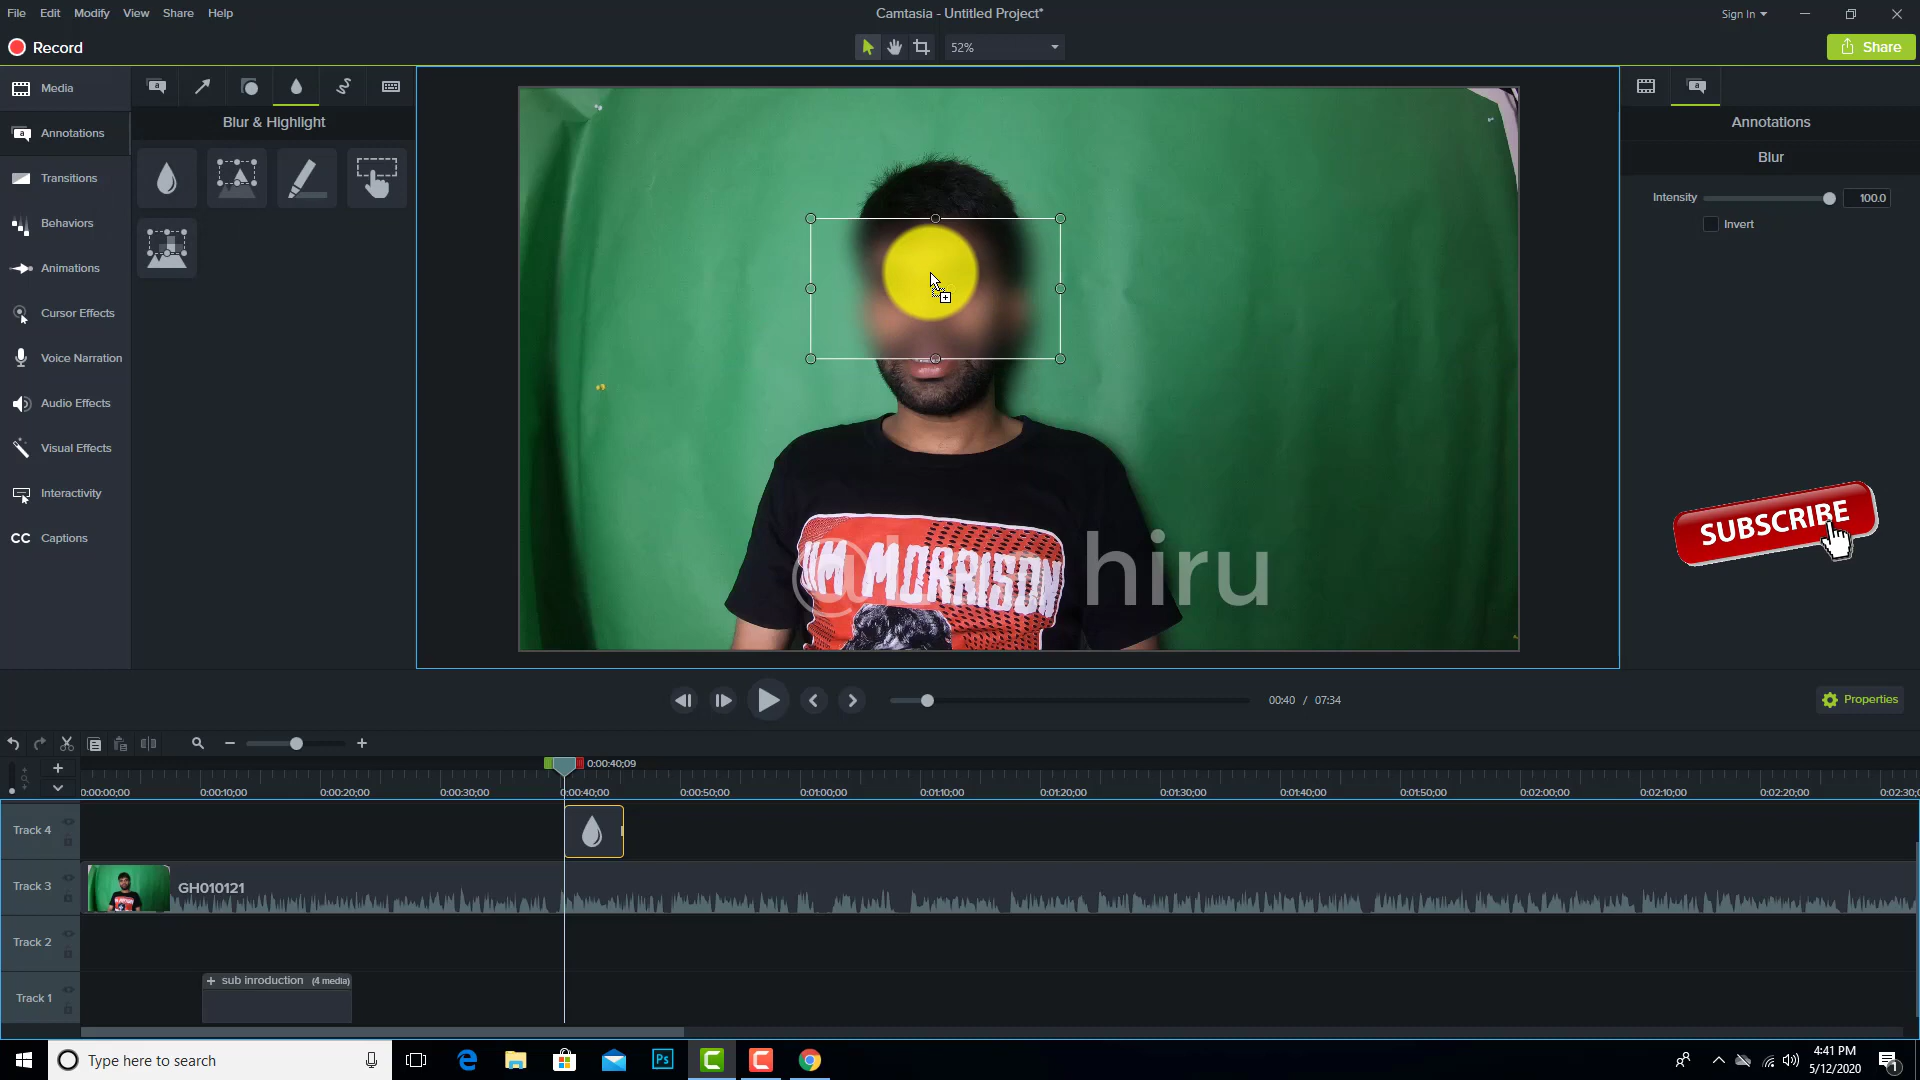 File Edit Modify View Share Help
Camtasia - Untitled Project*
Sign In
Record
52%
Share
Media
Annotations
Transitions
Behaviors
Animations
Cursor Effects
Voice Narration
Audio Effects
Visual Effects
Interactivity
CC Captions
a
Blur & Highlight
Annotations
Blur
Intensity 100.0
Invert
SUBSCRIBE
MORRISON
hiru
00:40 / 07:34
Properties
0:00:40;09
0:00:00;00 0:00:10;00 0:00:20;00 0:00:30;00 0:00:40;00 0:00:50;00 0:01:00;00 0:01:10;00 0:01:20;00 0:01:30;00 0:01:40;00 0:01:50;00 0:02:00;00 0:02:10;00 0:02:20;00
Track 4
Track 3
GH010121
Track 2
Track 1
+ sub inroduction (4 media)
Type here to search
Ps
4:41 PM
5/12/2020
1